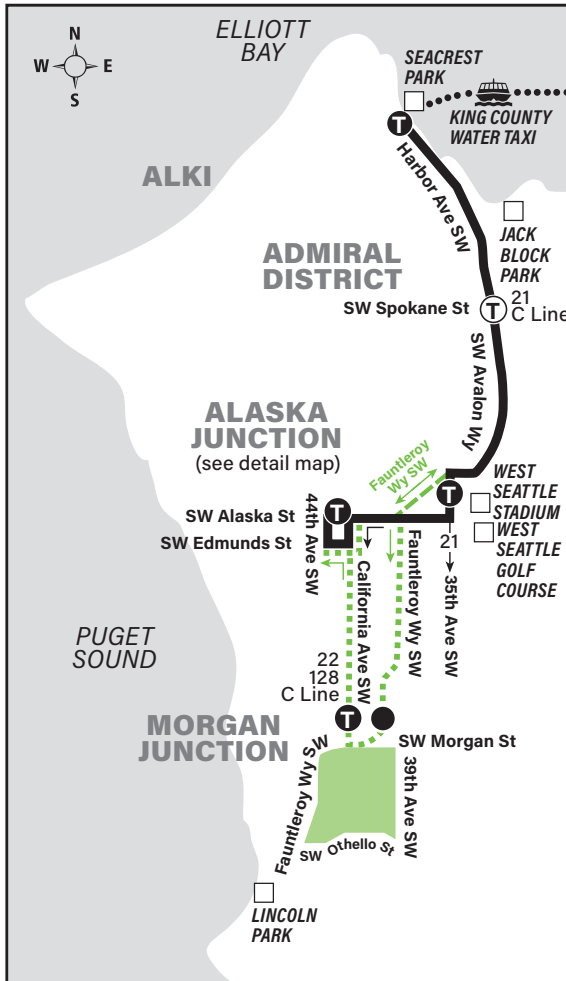 N
W E
S
ELLIOTT
BAY
SEACREST
PARK
KING COUNTY
WATER TAXI
T
Harbor Ave SW
ALKI
JACK
BLOCK
PARK
ADMIRAL
DISTRICT
SW Spokane St
T
21
C Line
SW Avalon Wy
ALASKA
JUNCTION
(see detail map)
Fauntleroy
Wy SW
T
WEST
SEATTLE
STADIUM
WEST
SEATTLE
GOLF
COURSE
SW Alaska St
T
SW Edmunds St
44th Ave SW
California Ave SW
Fauntleroy Wy SW
21
35th Ave SW
PUGET
SOUND
22
128
C Line
T
MORGAN
JUNCTION
SW Morgan St
Fauntleroy Wy SW
39th Ave SW
SW Othello St
LINCOLN
PARK